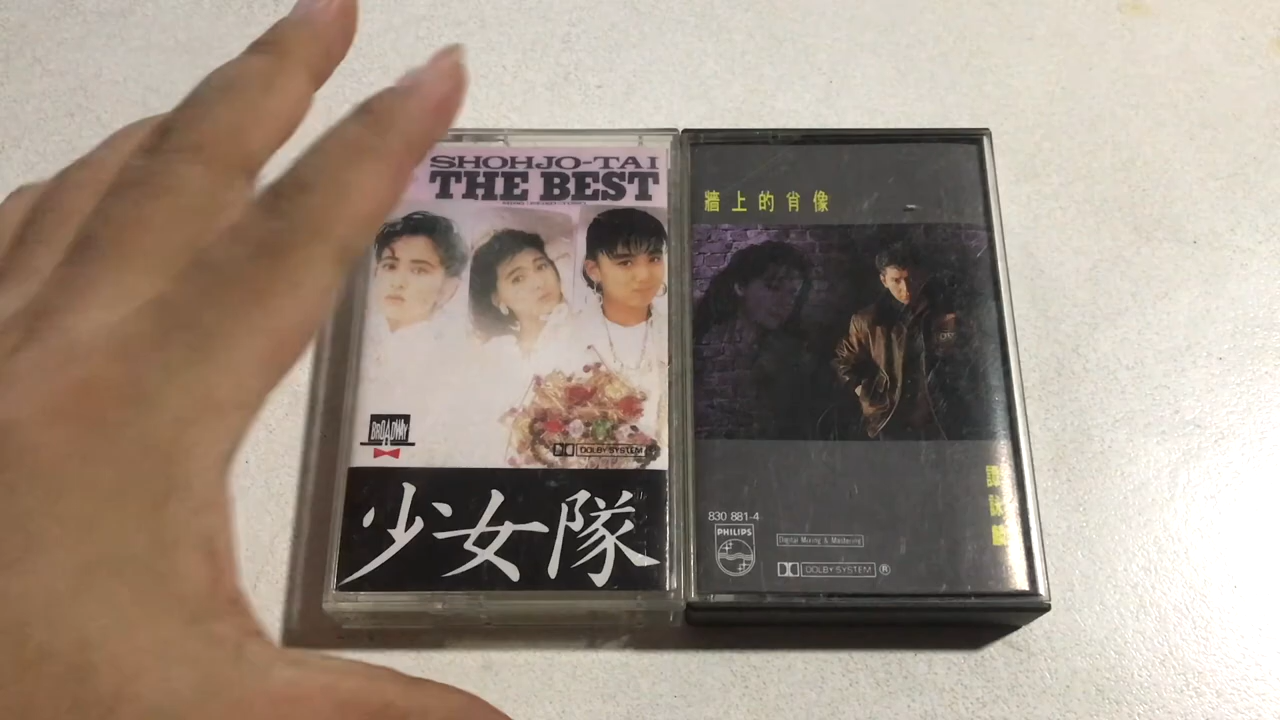 SHOHJO-TAI
THE BEST
BROADWAY
DOLBY SYSTEM
少女隊
牆上的肖像
830 881-4
PHILIPS
Digital Mixing & Mastering
DOLBY SYSTEM ®
譚詠麟